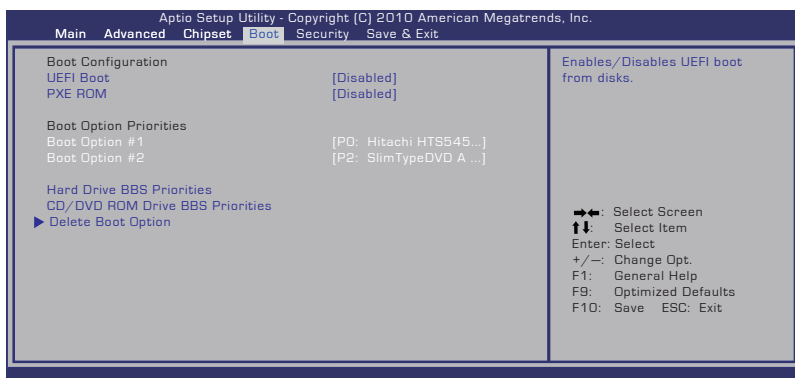 Aptio Setup Utility - Copyright (C) 2010 American Megatrends, Inc.
Main Advanced Chipset Boot Security Save & Exit
Boot Configuration
UEFI Boot [Disabled]
PXE ROM [Disabled]
Boot Option Priorities
Boot Option #1 [P0: Hitachi HTS545...]
Boot Option #2 [P2: SlimTypeDVD A ...]
Hard Drive BBS Priorities
CD/DVD ROM Drive BBS Priorities
Delete Boot Option
Enables/Disables UEFI boot
from disks.
→←: Select Screen
↑↓: Select Item
Enter: Select
+/—: Change Opt.
F1: General Help
F9: Optimized Defaults
F10: Save ESC: Exit